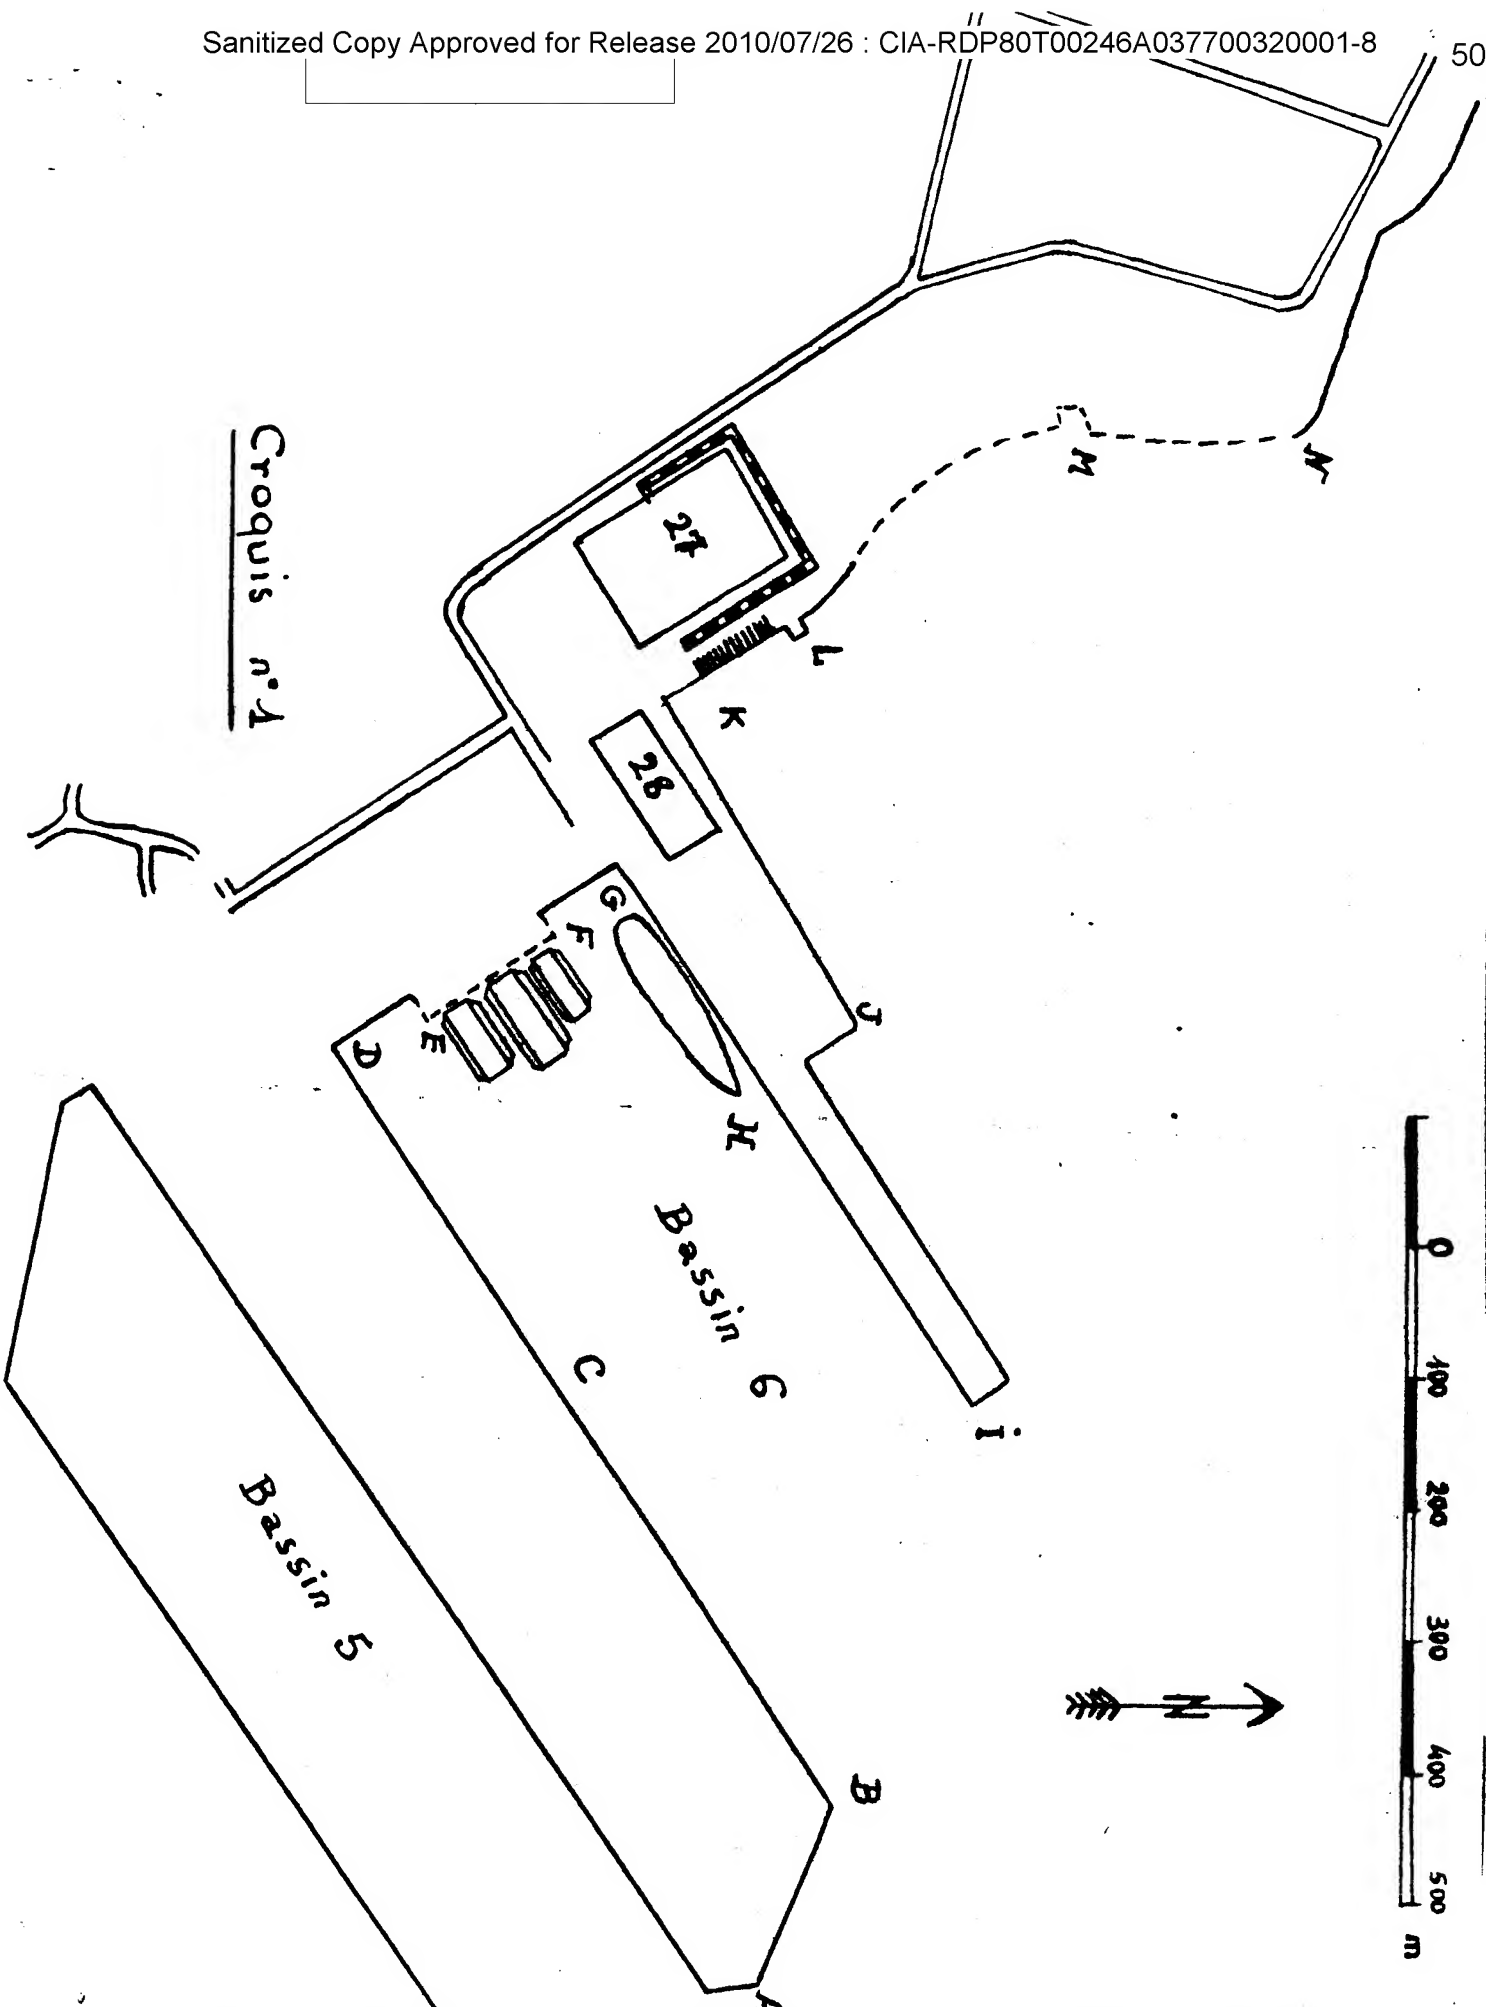 Sanitized Copy Approved for Release 2010/07/26 : CIA-RDP80T00246A037700320001-8
50
N
M
27
L
K
28
Croquis n°1
G
F
E
D
J
H
Bassin 6
C
i
Bassin 5
B
A
0 100 200 300 400 500 m
N